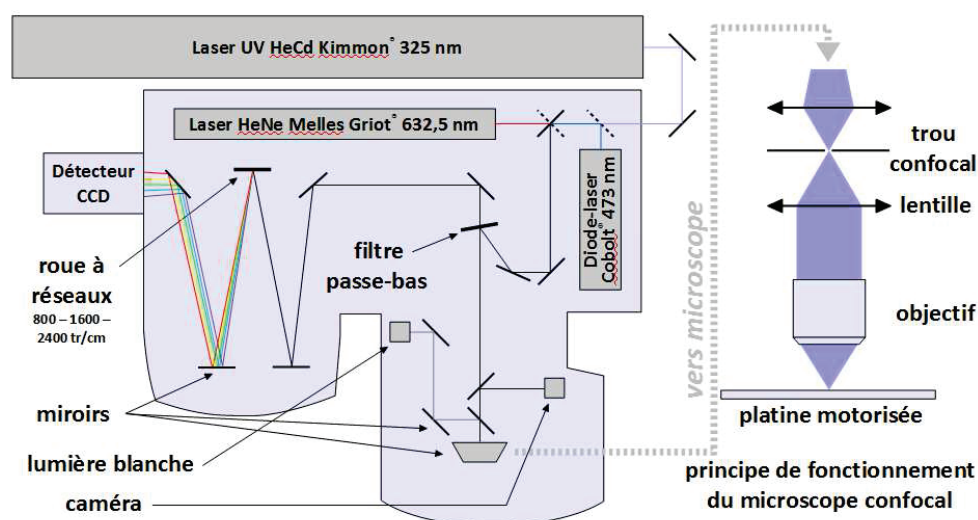 Laser UV HeCd Kimmon® 325 nm
Laser HeNe Melles Griot® 632,5 nm
Détecteur
CCD
Diode-laser
Cobolt® 473 nm
roue à
réseaux
800 – 1600 –
2400 tr/cm
filtre
passe-bas
miroirs
lumière blanche
caméra
vers microscope
trou
confocal
lentille
objectif
platine motorisée
principe de fonctionnement
du microscope confocal